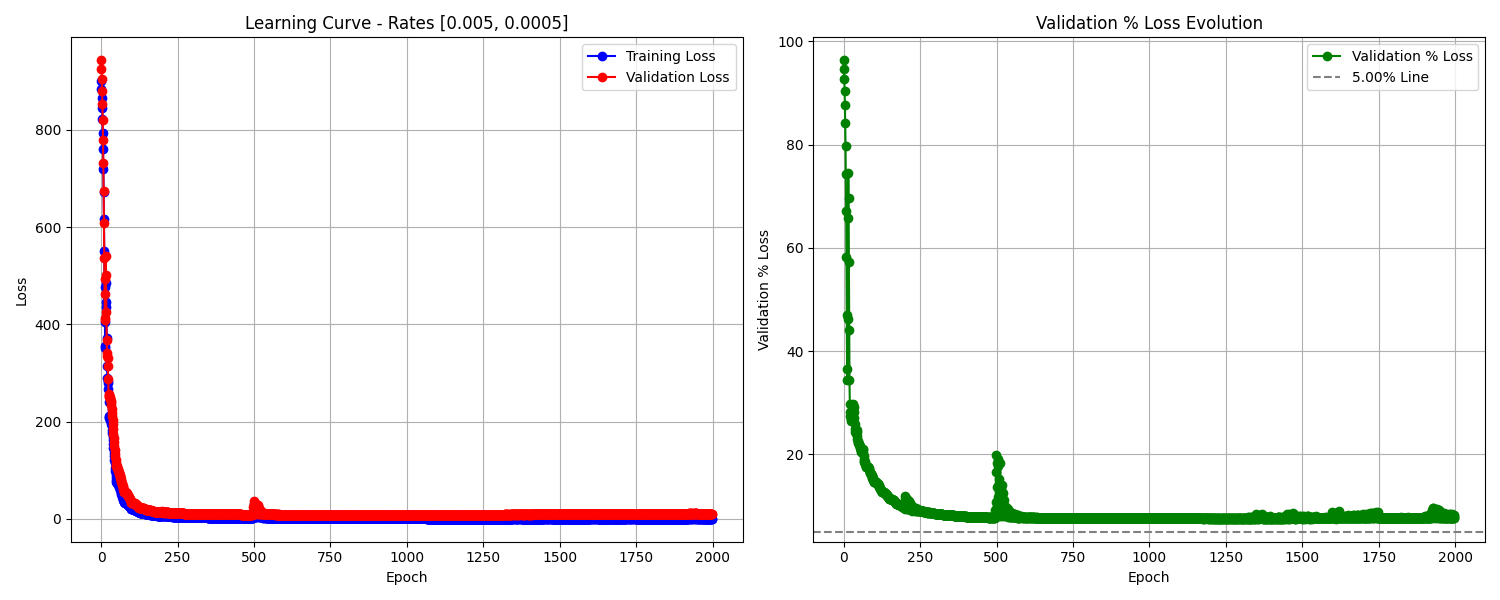 Learning Curve - Rates [0.005, 0.0005]
Loss
800
600
400
200
0
0 250 500 750 1000 1250 1500 1750 2000
Epoch
Training Loss
Validation Loss
Validation % Loss Evolution
Validation % Loss
100
80
60
40
20
0 250 500 750 1000 1250 1500 1750 2000
Epoch
Validation % Loss
5.00% Line